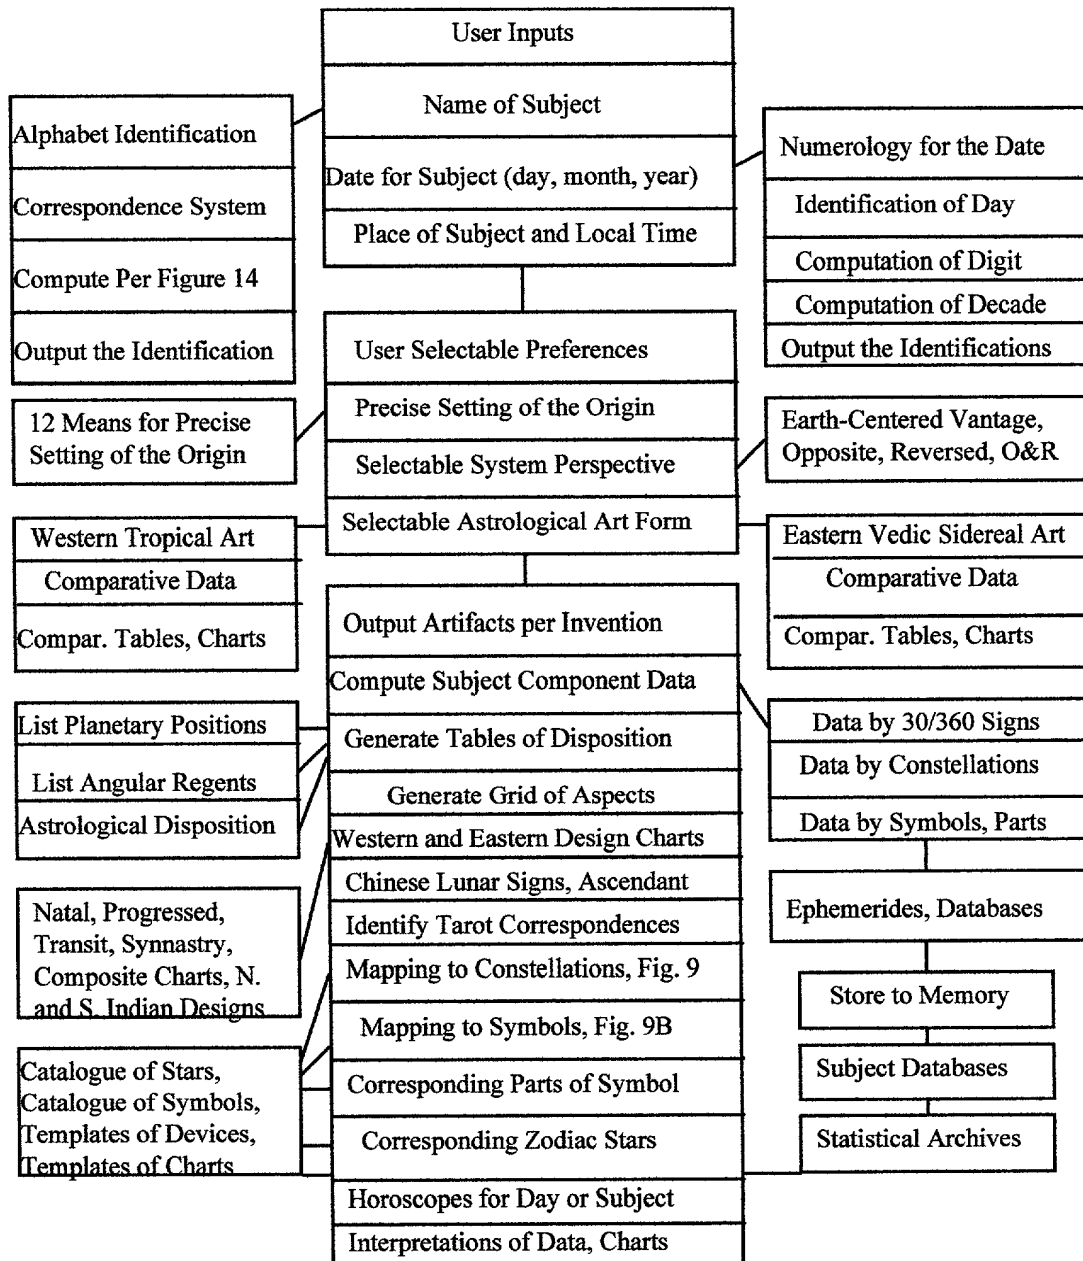 User Inputs
Name of Subject
Date for Subject (day, month, year)
Place of Subject and Local Time
Alphabet Identification
Correspondence System
Compute Per Figure 14
Output the Identification
Numerology for the Date
Identification of Day
Computation of Digit
Computation of Decade
Output the Identifications
User Selectable Preferences
Precise Setting of the Origin
Selectable System Perspective
Selectable Astrological Art Form
12 Means for Precise
Setting of the Origin
Earth-Centered Vantage,
Opposite, Reversed, O&R
Western Tropical Art
Comparative Data
Compar. Tables, Charts
Eastern Vedic Sidereal Art
Comparative Data
Compar. Tables, Charts
Output Artifacts per Invention
Compute Subject Component Data
Generate Tables of Disposition
Generate Grid of Aspects
Western and Eastern Design Charts
Chinese Lunar Signs, Ascendant
Identify Tarot Correspondences
Mapping to Constellations, Fig. 9
Mapping to Symbols, Fig. 9B
Corresponding Parts of Symbol
Corresponding Zodiac Stars
Horoscopes for Day or Subject
Interpretations of Data, Charts
List Planetary Positions
List Angular Regents
Astrological Disposition
Natal, Progressed,
Transit, Synnastry,
Composite Charts, N.
and S. Indian Designs
Catalogue of Stars,
Catalogue of Symbols,
Templates of Devices,
Templates of Charts
Data by 30/360 Signs
Data by Constellations
Data by Symbols, Parts
Ephemerides, Databases
Store to Memory
Subject Databases
Statistical Archives